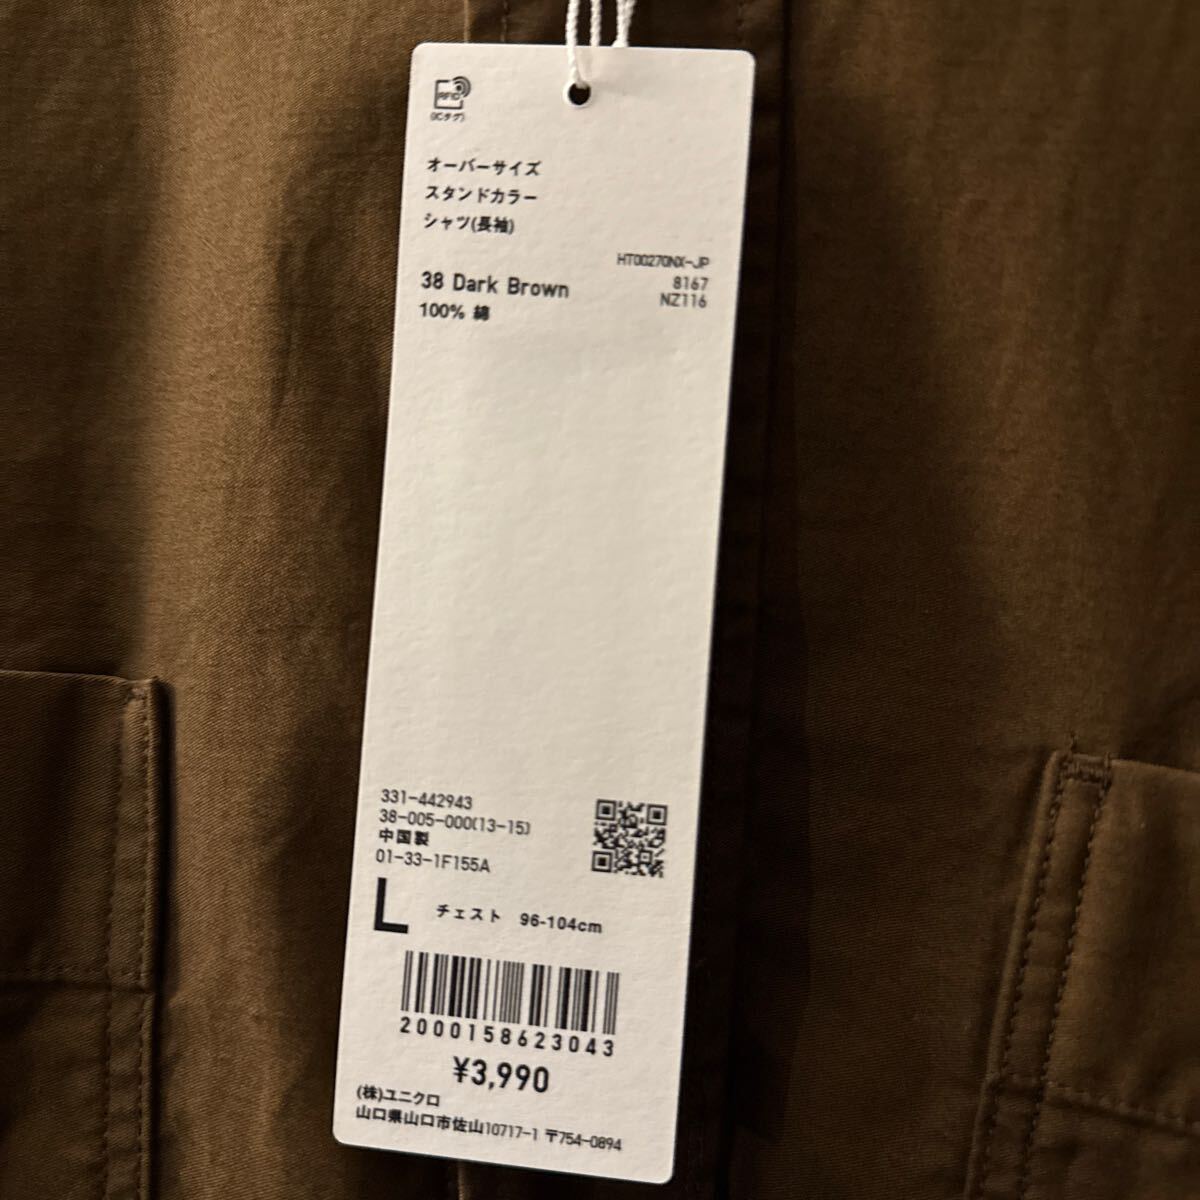 RFID
(ICタグ)
オーバーサイズ
スタンドカラー
シャツ(長袖)
HT00270NX-JP
38 Dark Brown
8167
100% 綿
NZ116
331-442943
38-005-000(13-15)
中国製
01-33-1F155A
L チェスト 96-104cm
2000158623043
¥3,990
(株)ユニクロ
山口県山口市佐山10717-1 〒754-0894